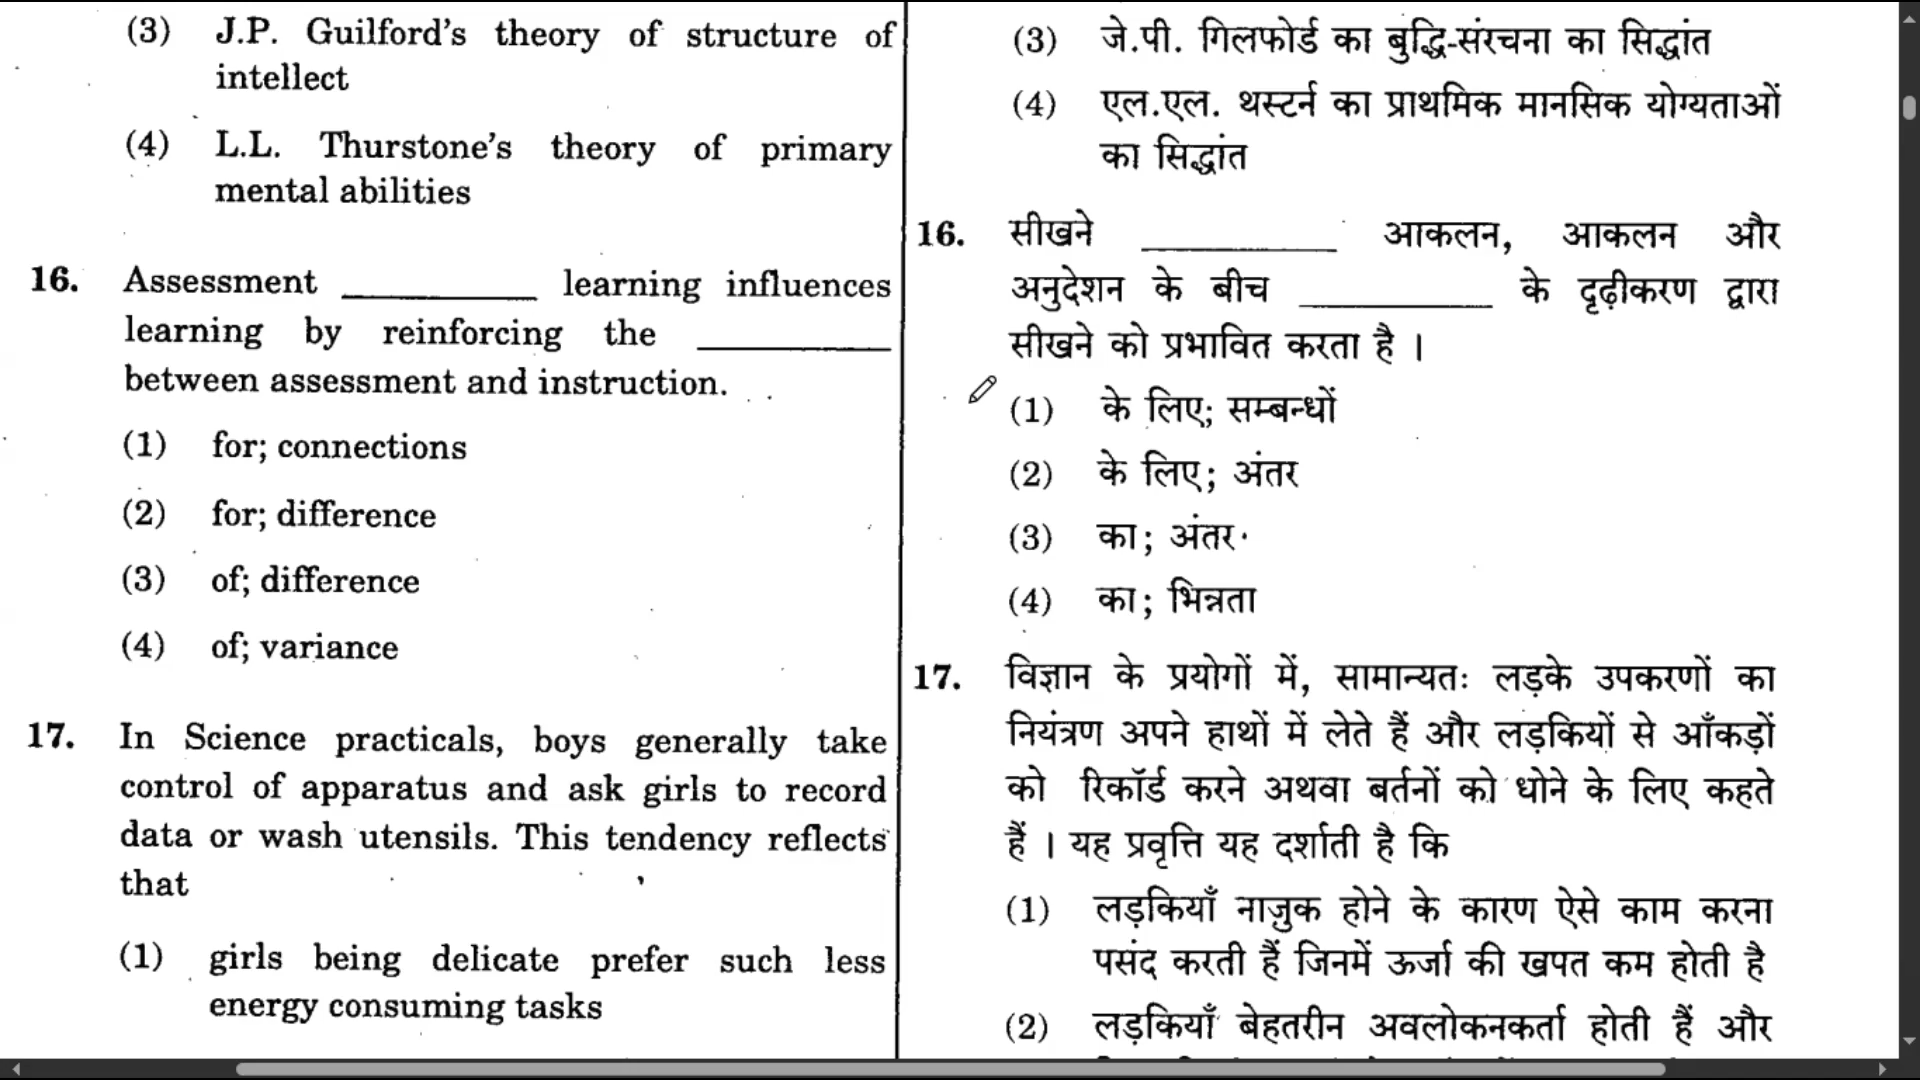 (3) J.P. Guilford's theory of structure of
intellect
(4) L.L. Thurstone's theory of primary
mental abilities
16. Assessment __________ learning influences
learning by reinforcing the __________
between assessment and instruction.
(1) for; connections
(2) for; difference
(3) of; difference
(4) of; variance
17. In Science practicals, boys generally take
control of apparatus and ask girls to record
data or wash utensils. This tendency reflects
that
(1) girls being delicate prefer such less
energy consuming tasks
(3) जे.पी. गिलफोर्ड का बुद्धि-संरचना का सिद्धांत
(4) एल.एल. थर्स्टन का प्राथमिक मानसिक योग्यताओं
का सिद्धांत
16. सीखने __________ आकलन, आकलन और
अनुदेशन के बीच __________ के दृढ़ीकरण द्वारा
सीखने को प्रभावित करता है ।
(1) के लिए; सम्बन्धों
(2) के लिए; अंतर
(3) का; अंतर
(4) का; भिन्नता
17. विज्ञान के प्रयोगों में, सामान्यतः लड़के उपकरणों का
नियंत्रण अपने हाथों में लेते हैं और लड़कियों से आँकड़ों
को रिकॉर्ड करने अथवा बर्तनों को धोने के लिए कहते
हैं । यह प्रवृत्ति यह दर्शाती है कि
(1) लड़कियाँ नाज़ुक होने के कारण ऐसे काम करना
पसंद करती हैं जिनमें ऊर्जा की खपत कम होती है
(2) लड़कियाँ बेहतरीन अवलोकनकर्ता होती हैं और